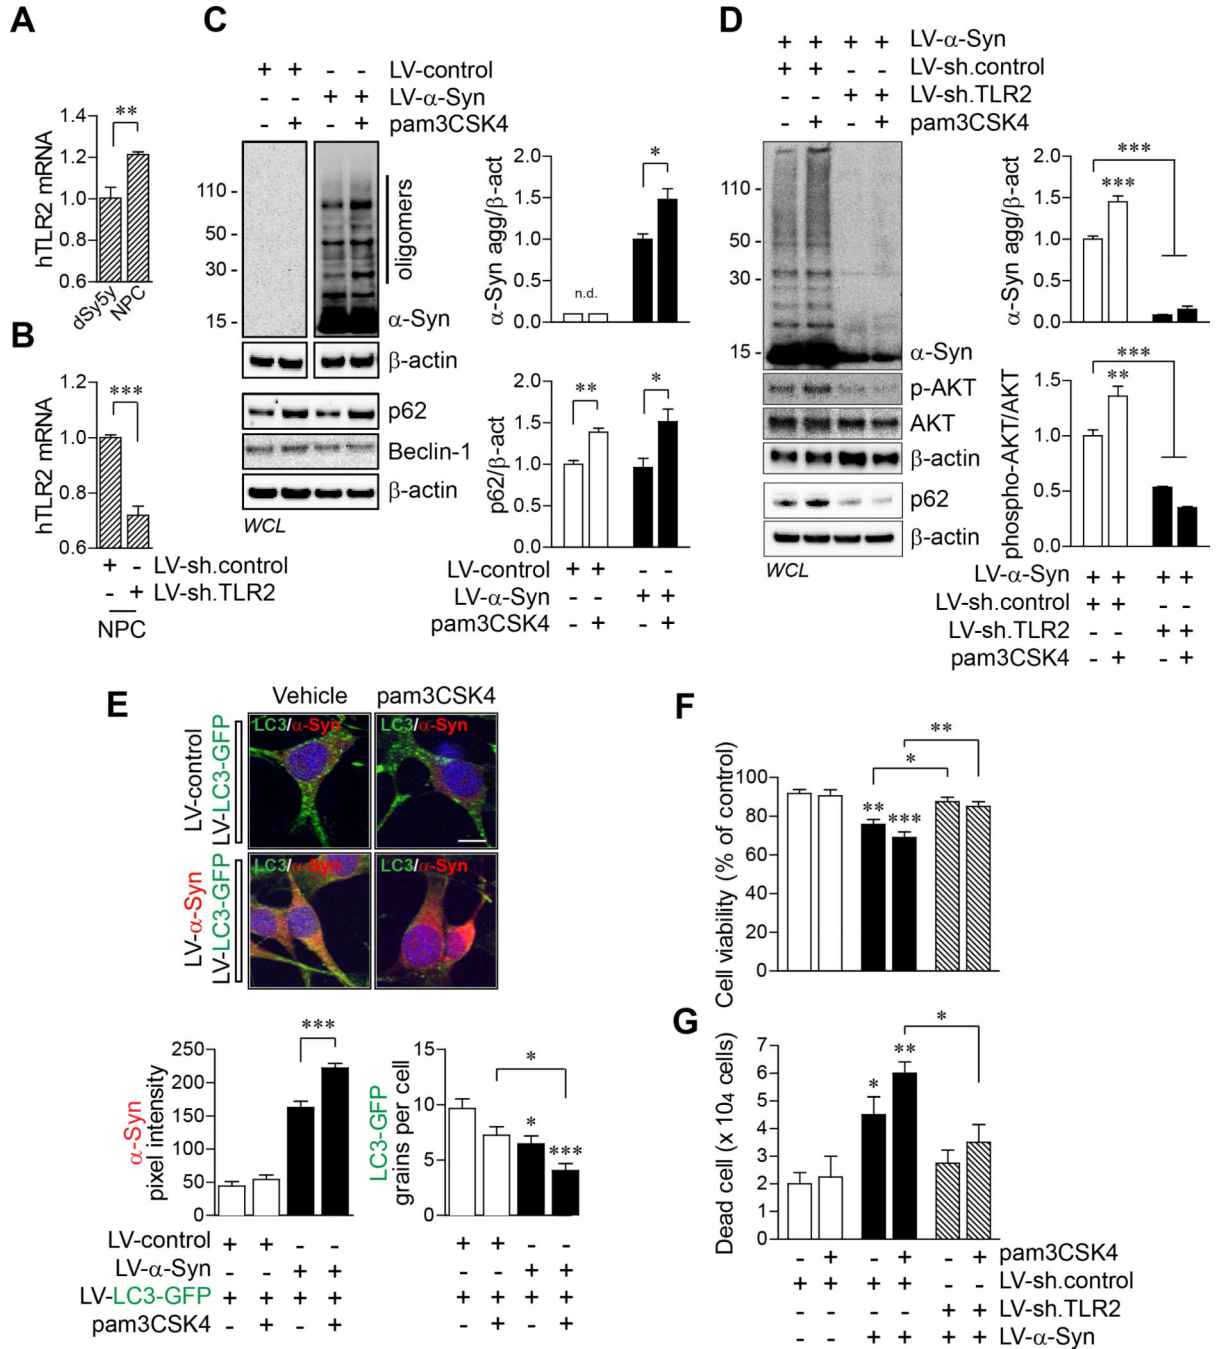 A
hTLR2 mRNA
1.4
1.2
1.0
0.6
**
dSy5y
NPC
B
hTLR2 mRNA
1.2
1.0
0.8
0.6
***
+ - LV-sh.control
- + LV-sh.TLR2
NPC
C
+ + - - LV-control
- - + + LV-α-Syn
- + - + pam3CSK4
110 -
50 -
30 -
15 -
oligomers
α-Syn
β-actin
p62
Beclin-1
β-actin
WCL
α-Syn agg/β-act
2.0
1.5
1.0
0.5
0.0
n.d.
*
p62/β-act
2.0
1.5
1.0
0.5
0.0
**
*
LV-control + + - -
LV-α-Syn - - + +
pam3CSK4 - + - +
D
+ + + + LV-α-Syn
+ + - - LV-sh.control
- - + + LV-sh.TLR2
- + - + pam3CSK4
110 -
50 -
30 -
15 -
α-Syn
p-AKT
AKT
β-actin
p62
β-actin
WCL
α-Syn agg/β-act
2.0
1.5
1.0
0.5
0.0
***
***
phospho-AKT/AKT
1.5
1.0
0.5
0.0
***
**
LV-α-Syn + + + +
LV-sh.control + + - -
LV-sh.TLR2 - - + +
pam3CSK4 - + - +
E
Vehicle
pam3CSK4
LV-control
LV-LC3-GFP
LC3/α-Syn
LC3/α-Syn
LV-α-Syn
LV-LC3-GFP
LC3/α-Syn
LC3/α-Syn
α-Syn
pixel intensity
250
200
150
100
50
0
***
LC3-GFP
grains per cell
15
10
5
0
*
*
***
LV-control + + - - + + - -
LV-α-Syn - - + + - - + +
LV-LC3-GFP + + + + + + + +
pam3CSK4 - + - + - + - +
F
Cell viability (% of control)
100
80
60
40
20
0
**
***
*
**
G
Dead cell (x 104 cells)
7
6
5
4
3
2
1
0
*
**
*
- + - + - + pam3CSK4
+ + + + - - LV-sh.control
- - - - + + LV-sh.TLR2
- - + + + + LV-α-Syn